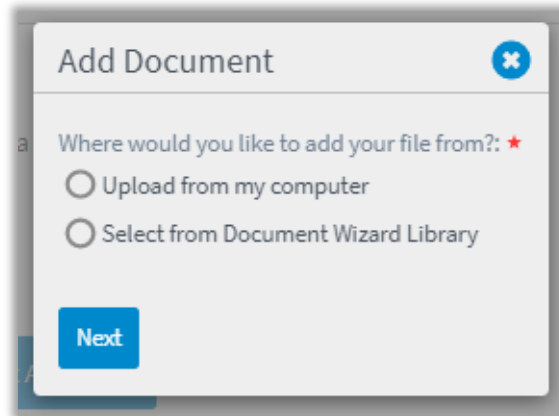 Add Document
Where would you like to add your file from?: *
Upload from my computer
Select from Document Wizard Library
Next